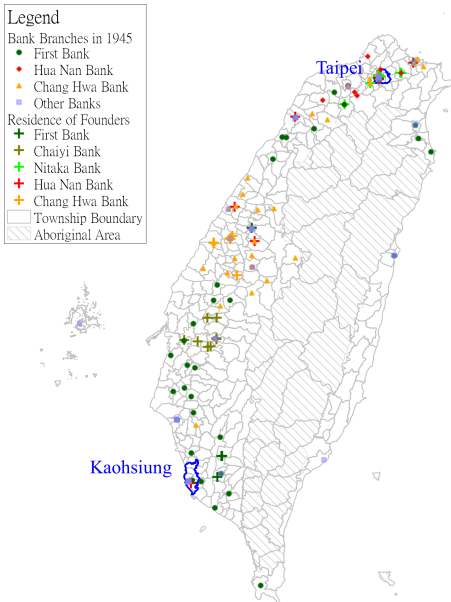 Legend
Bank Branches in 1945
First Bank
Hua Nan Bank
Chang Hwa Bank
Other Banks
Residence of Founders
First Bank
Chaiyi Bank
Nitaka Bank
Hua Nan Bank
Chang Hwa Bank
Township Boundary
Aboriginal Area
Taipei
Kaohsiung